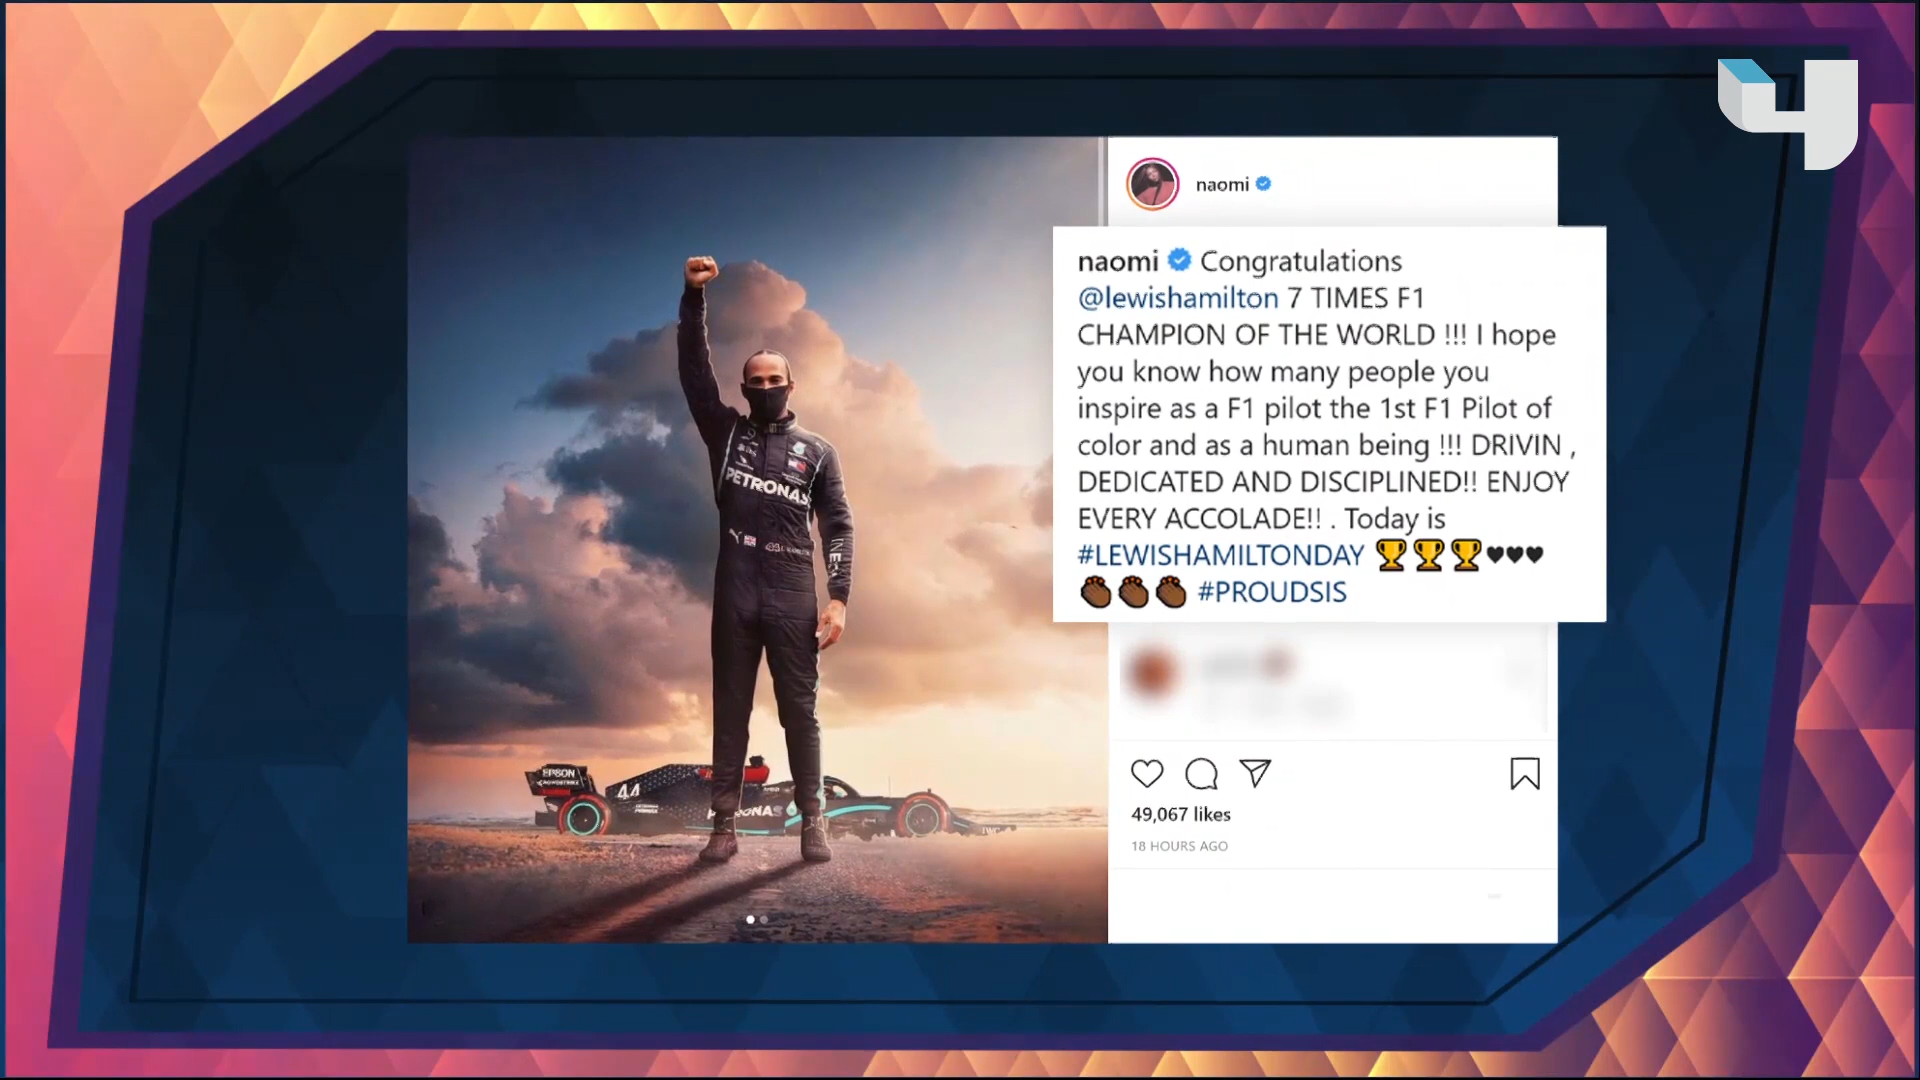 naomi
naomi Congratulations
@lewishamilton 7 TIMES F1
CHAMPION OF THE WORLD !!! I hope
you know how many people you
inspire as a F1 pilot the 1st F1 Pilot of
color and as a human being !!! DRIVIN ,
DEDICATED AND DISCIPLINED!! ENJOY
EVERY ACCOLADE!! . Today is
#LEWISHAMILTONDAY 🏆🏆🏆🖤🖤🖤
👏🏾👏🏾👏🏾 #PROUDSIS
49,067 likes
18 HOURS AGO
PETRONAS
EPSON
44
PETRONAS